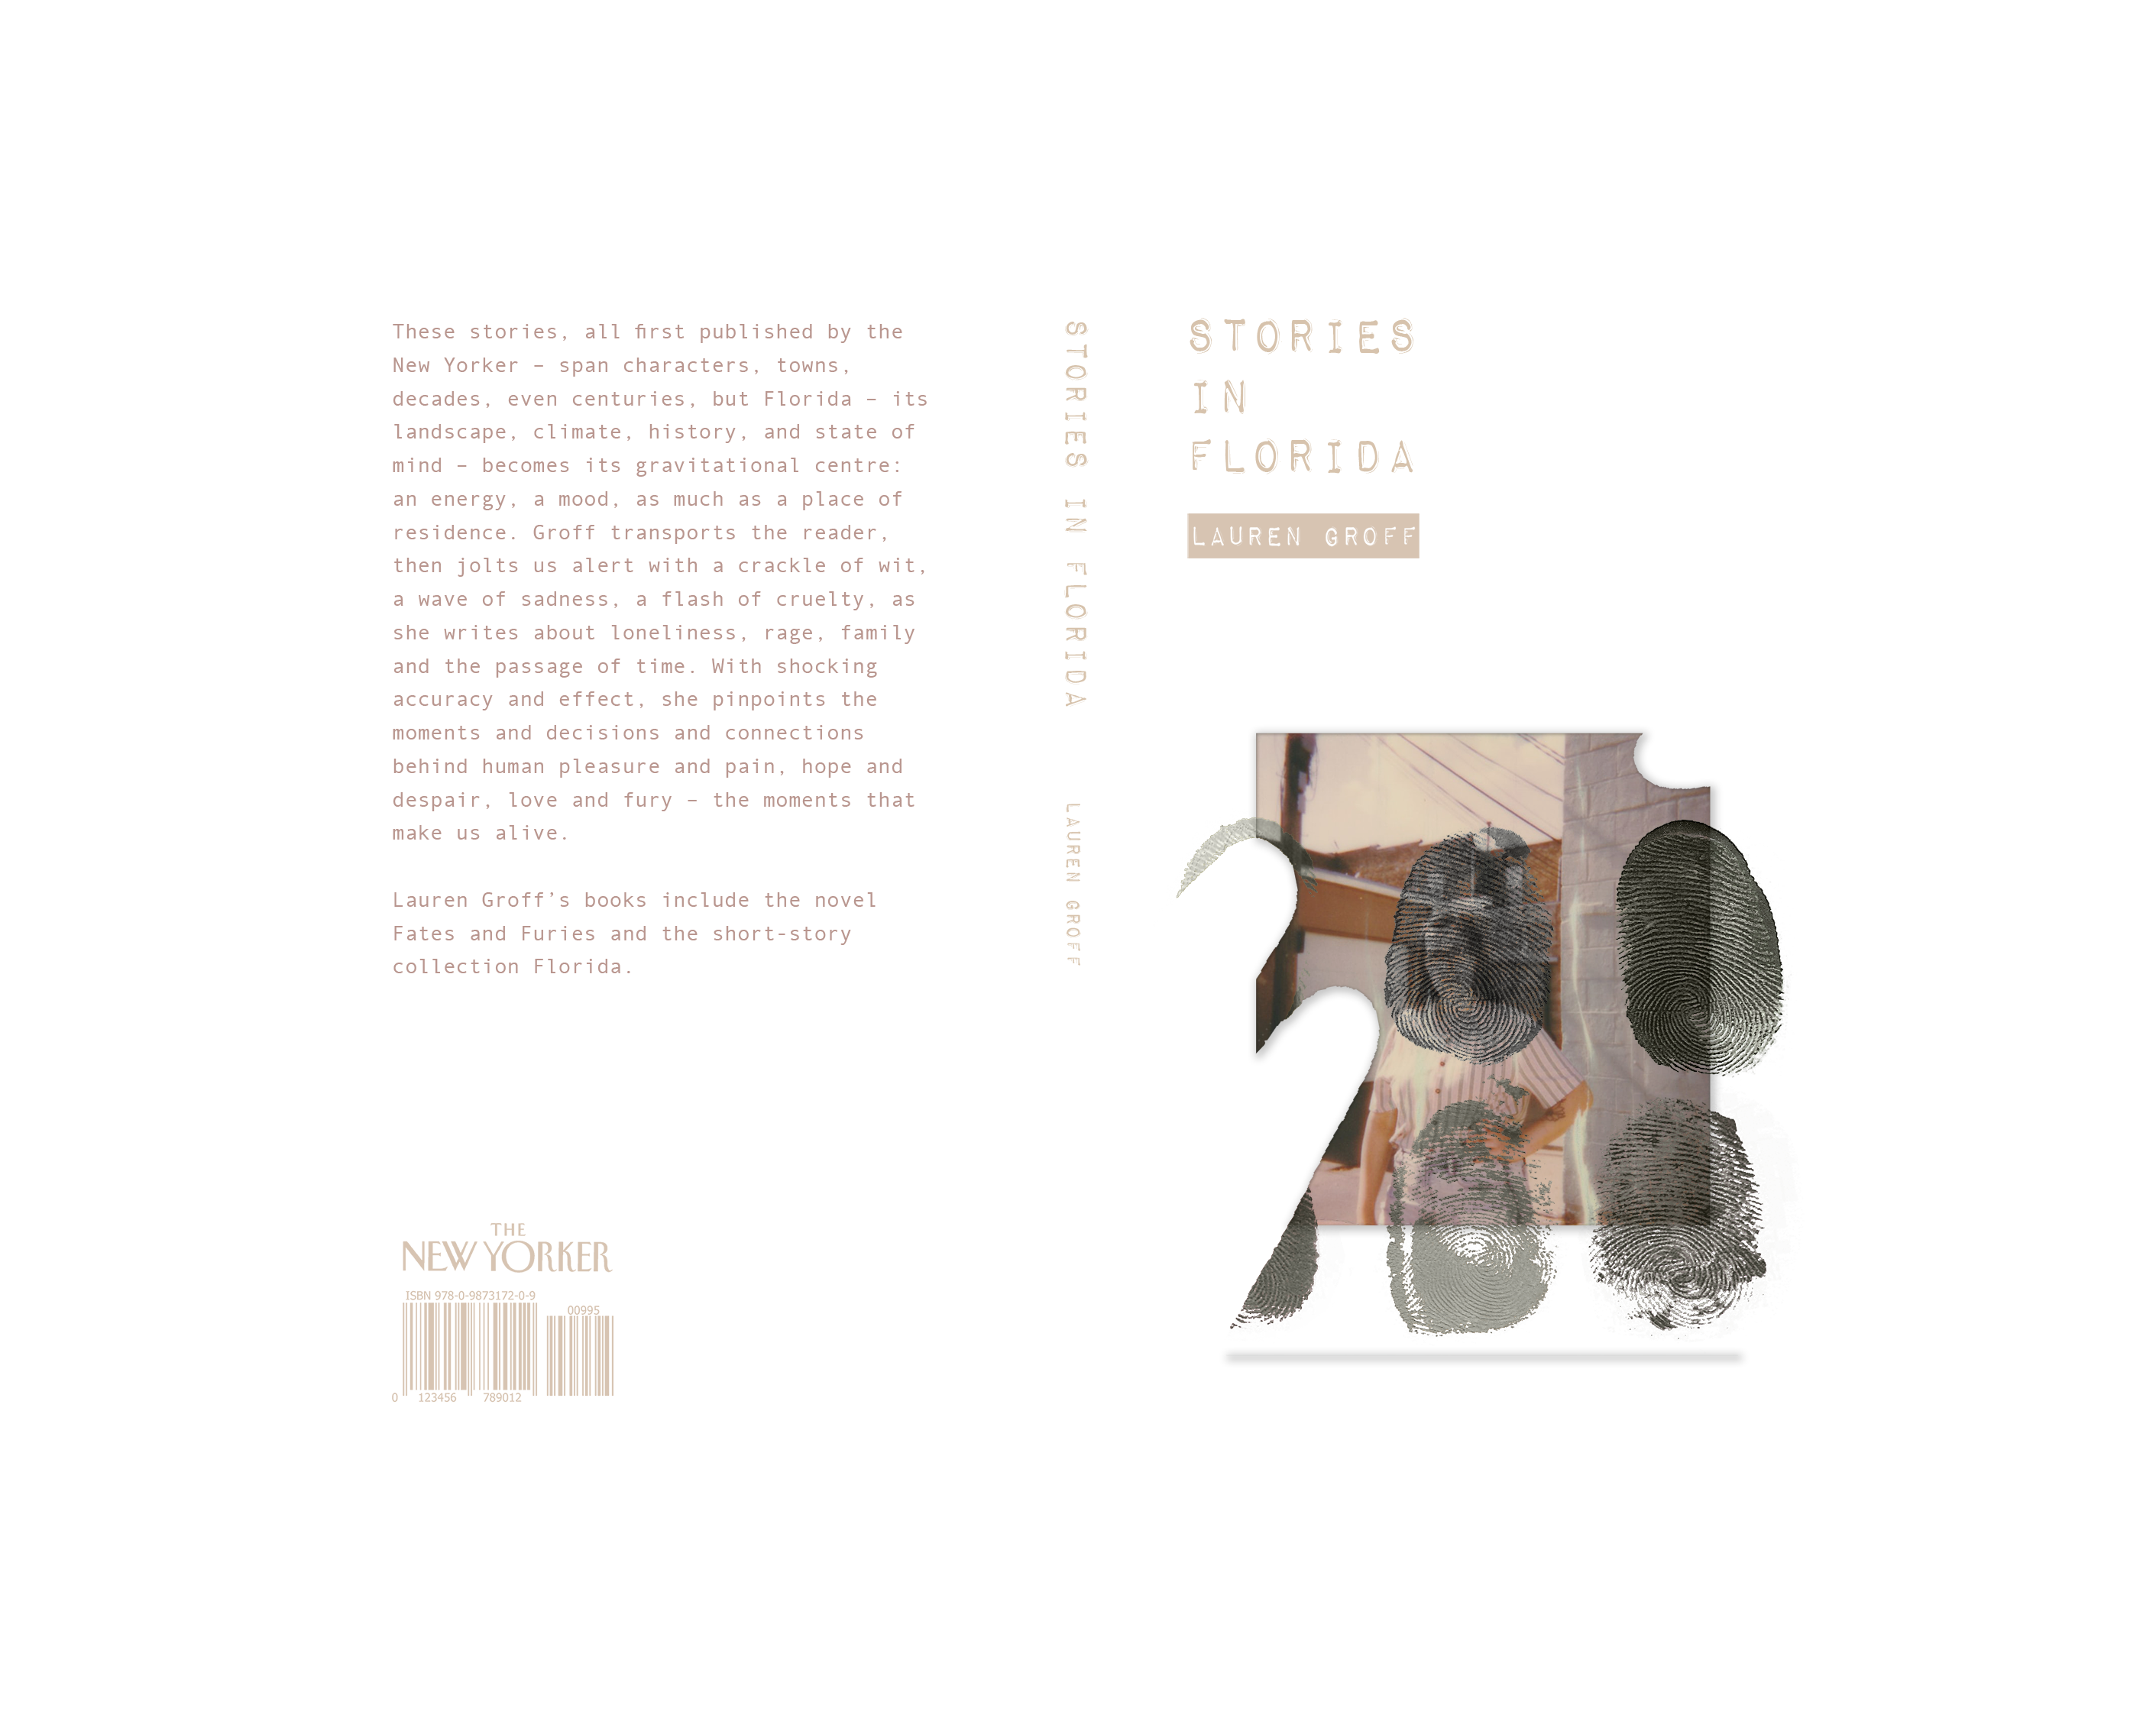 These stories, all first published by the
New Yorker – span characters, towns,
decades, even centuries, but Florida – its
landscape, climate, history, and state of
mind – becomes its gravitational centre:
an energy, a mood, as much as a place of
residence. Groff transports the reader,
then jolts us alert with a crackle of wit,
a wave of sadness, a flash of cruelty, as
she writes about loneliness, rage, family
and the passage of time. With shocking
accuracy and effect, she pinpoints the
moments and decisions and connections
behind human pleasure and pain, hope and
despair, love and fury – the moments that
make us alive.
Lauren Groff’s books include the novel
Fates and Furies and the short-story
collection Florida.
THE
NEW YORKER
ISBN 978-0-9873172-0-9
00995
0 123456 789012
STORIES IN FLORIDA
LAUREN GROFF
STORIES
IN
FLORIDA
LAUREN GROFF